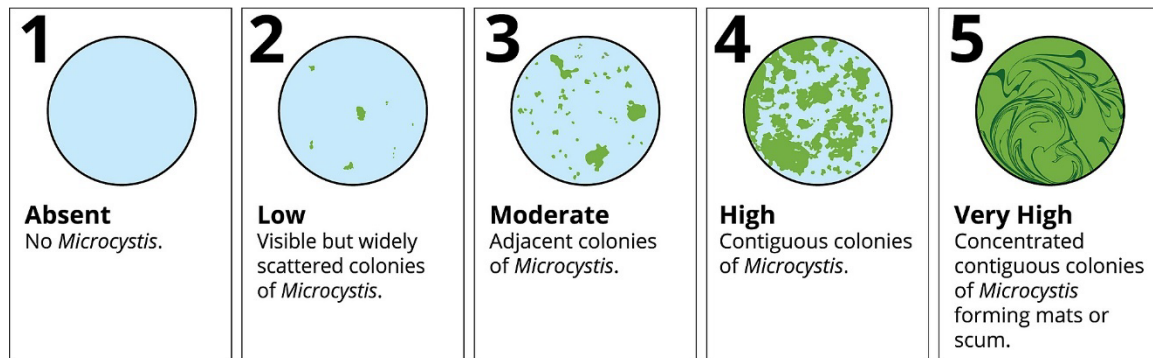 1
Absent
No Microcystis.
2
Low
Visible but widely
scattered colonies
of Microcystis.
3
Moderate
Adjacent colonies
of Microcystis.
4
High
Contiguous colonies
of Microcystis.
5
Very High
Concentrated
contiguous colonies
of Microcystis
forming mats or
scum.